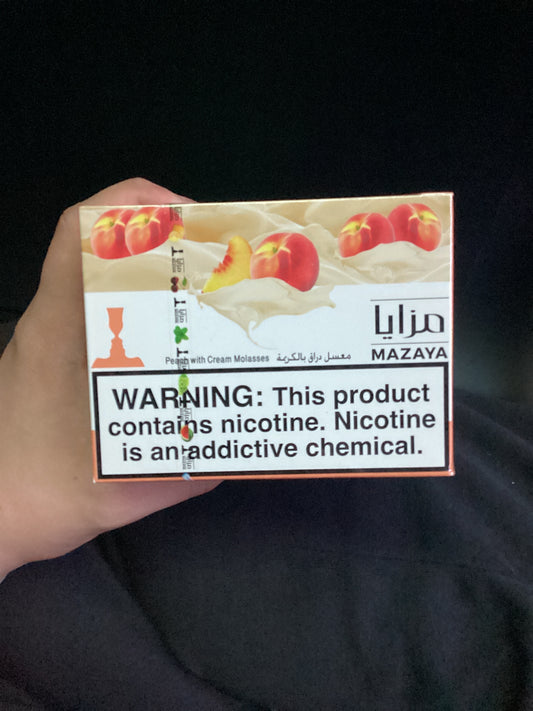 مزايا
MAZAYA
Peach with Cream Molasses معسل دراق بالكريمة
WARNING: This product
contains nicotine. Nicotine
is an addictive chemical.